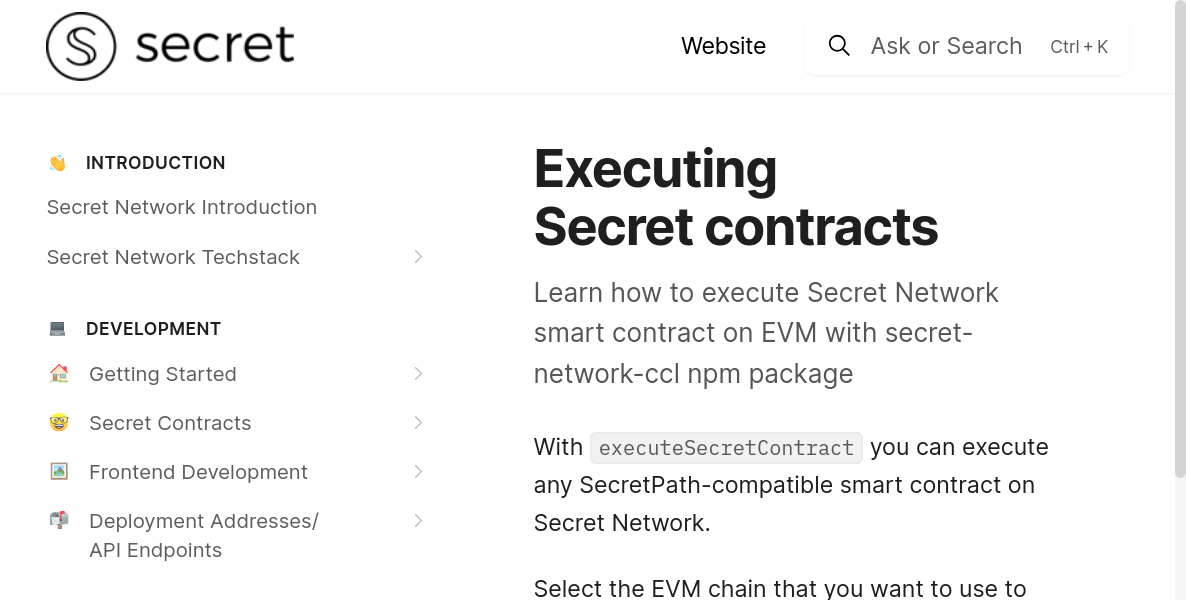 secret
Website
Ask or Search
Ctrl + K
INTRODUCTION
Secret Network Introduction
Secret Network Techstack
DEVELOPMENT
Getting Started
Secret Contracts
Frontend Development
Deployment Addresses/
API Endpoints
Executing
Secret contracts
Learn how to execute Secret Network
smart contract on EVM with secret-
network-ccl npm package
With executeSecretContract you can execute
any SecretPath-compatible smart contract on
Secret Network.
Select the EVM chain that you want to use to